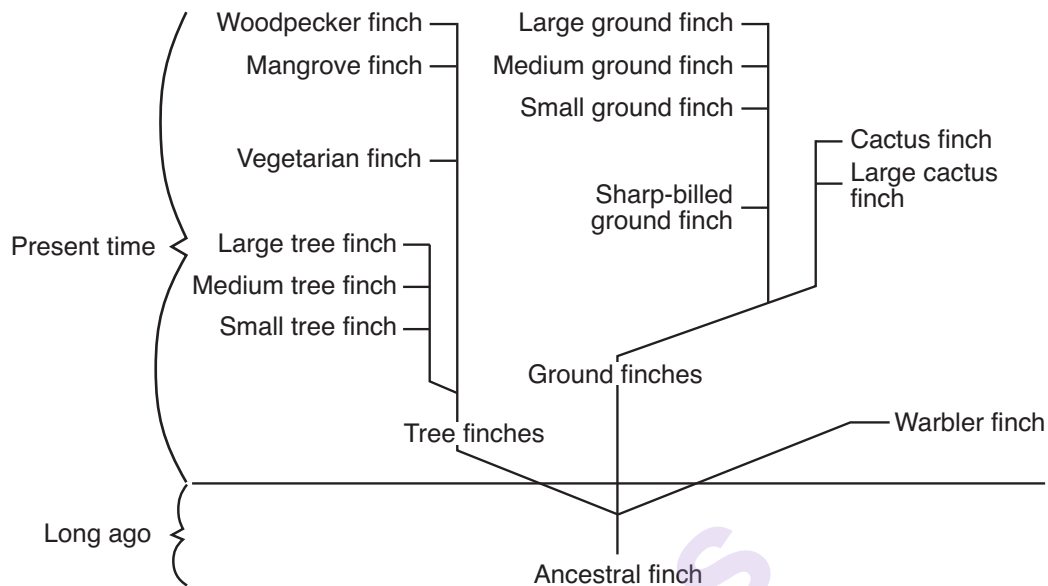 Woodpecker finch
Mangrove finch
Vegetarian finch
Large tree finch
Medium tree finch
Small tree finch
Tree finches
Large ground finch
Medium ground finch
Small ground finch
Sharp-billed
ground finch
Cactus finch
Large cactus
finch
Ground finches
Warbler finch
Present time
Long ago
Ancestral finch
s